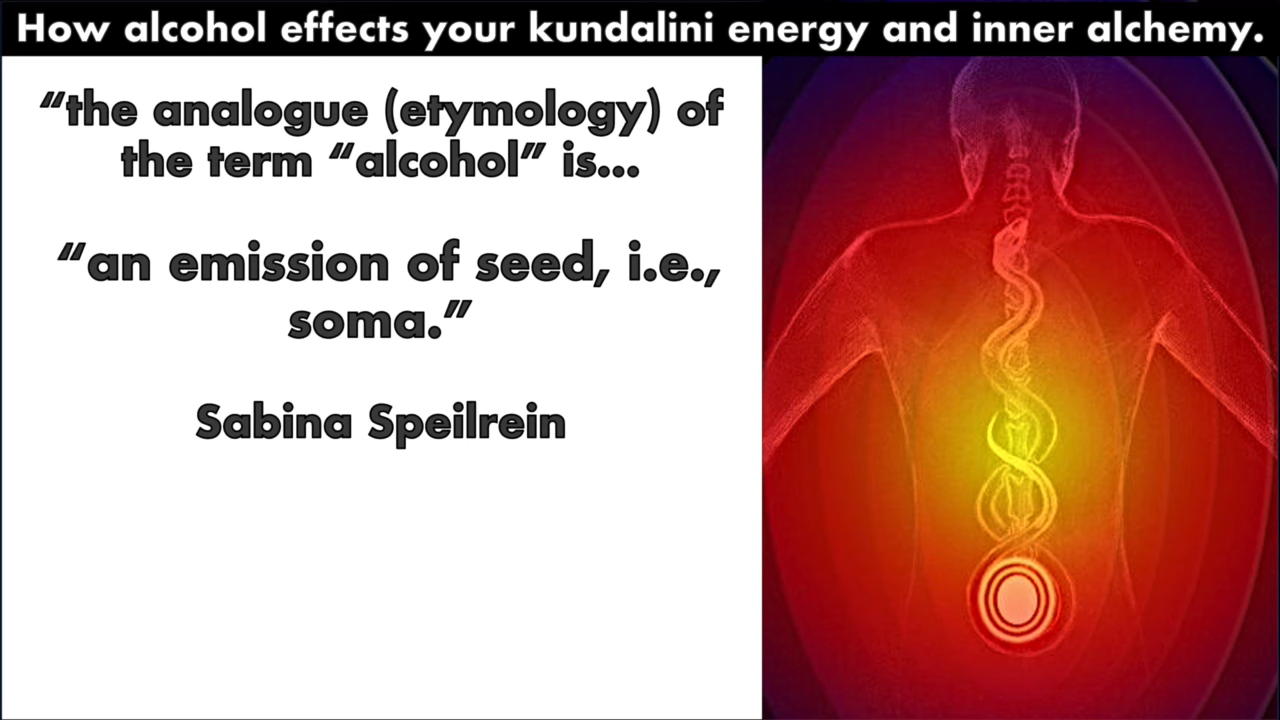 How alcohol effects your kundalini energy and inner alchemy.
“the analogue (etymology) of
the term “alcohol” is...
“an emission of seed, i.e.,
soma.”
Sabina Speilrein